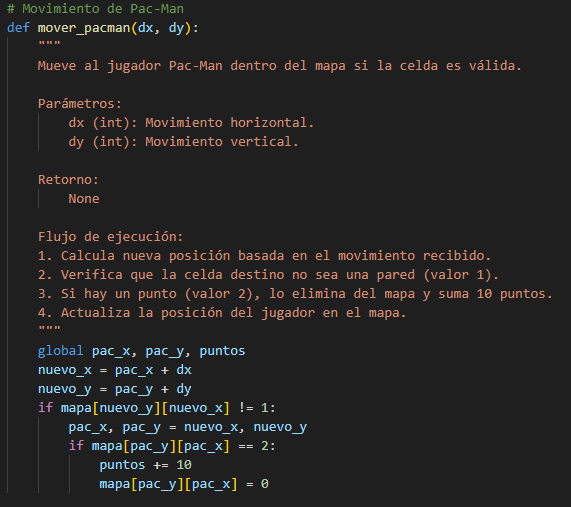 # Movimiento de Pac-Man
def mover_pacman(dx, dy):
    """
    Mueve al jugador Pac-Man dentro del mapa si la celda es válida.

    Parámetros:
        dx (int): Movimiento horizontal.
        dy (int): Movimiento vertical.

    Retorno:
        None

    Flujo de ejecución:
    1. Calcula nueva posición basada en el movimiento recibido.
    2. Verifica que la celda destino no sea una pared (valor 1).
    3. Si hay un punto (valor 2), lo elimina del mapa y suma 10 puntos.
    4. Actualiza la posición del jugador en el mapa.
    """
    global pac_x, pac_y, puntos
    nuevo_x = pac_x + dx
    nuevo_y = pac_y + dy
    if mapa[nuevo_y][nuevo_x] != 1:
        pac_x, pac_y = nuevo_x, nuevo_y
        if mapa[pac_y][pac_x] == 2:
            puntos += 10
            mapa[pac_y][pac_x] = 0